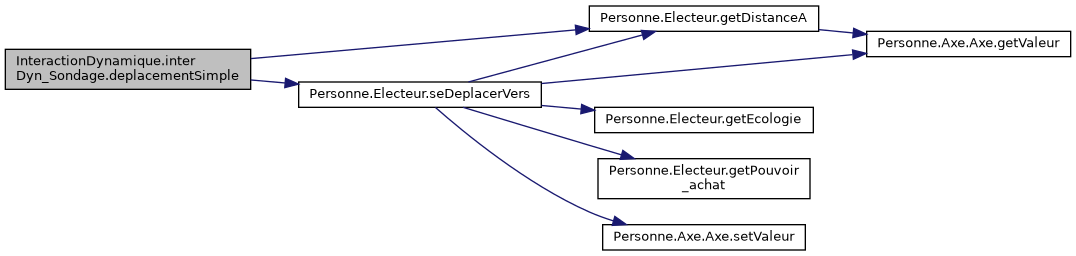 InteractionDynamique.inter
Dyn_Sondage.deplacementSimple
Personne.Electeur.getDistanceA
Personne.Axe.Axe.getValeur
Personne.Electeur.seDeplacerVers
Personne.Electeur.getEcologie
Personne.Electeur.getPouvoir
_achat
Personne.Axe.Axe.setValeur